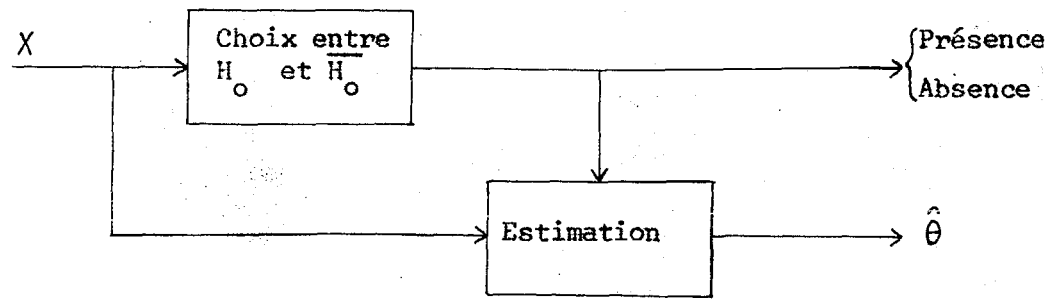 X
Choix entre
H₀ et H̅₀
{Présence
Absence
Estimation
θ̂